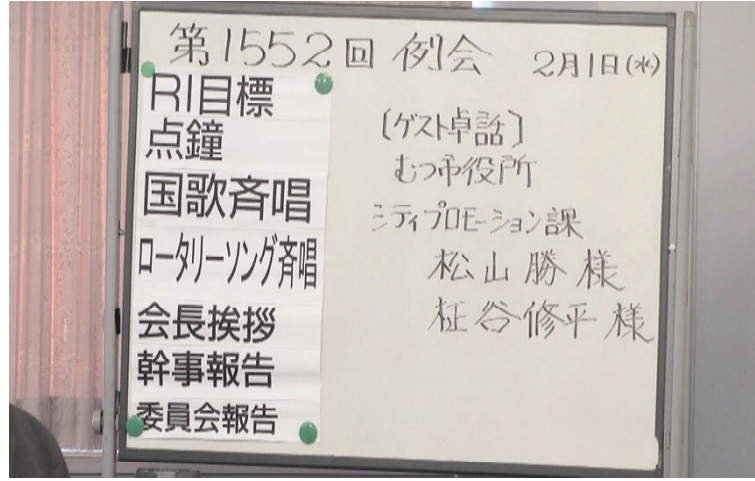 第1552回 例会 2月1日(水)
RI目標
点鐘
国歌斉唱
ロータリーソング斉唱
会長挨拶
幹事報告
委員会報告
〔ゲスト卓話〕
むつ市役所
シティプロモーション課
松山勝様
柾谷修平様